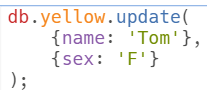 db.yellow.update(
    {name: 'Tom'},
    {sex: 'F'}
);